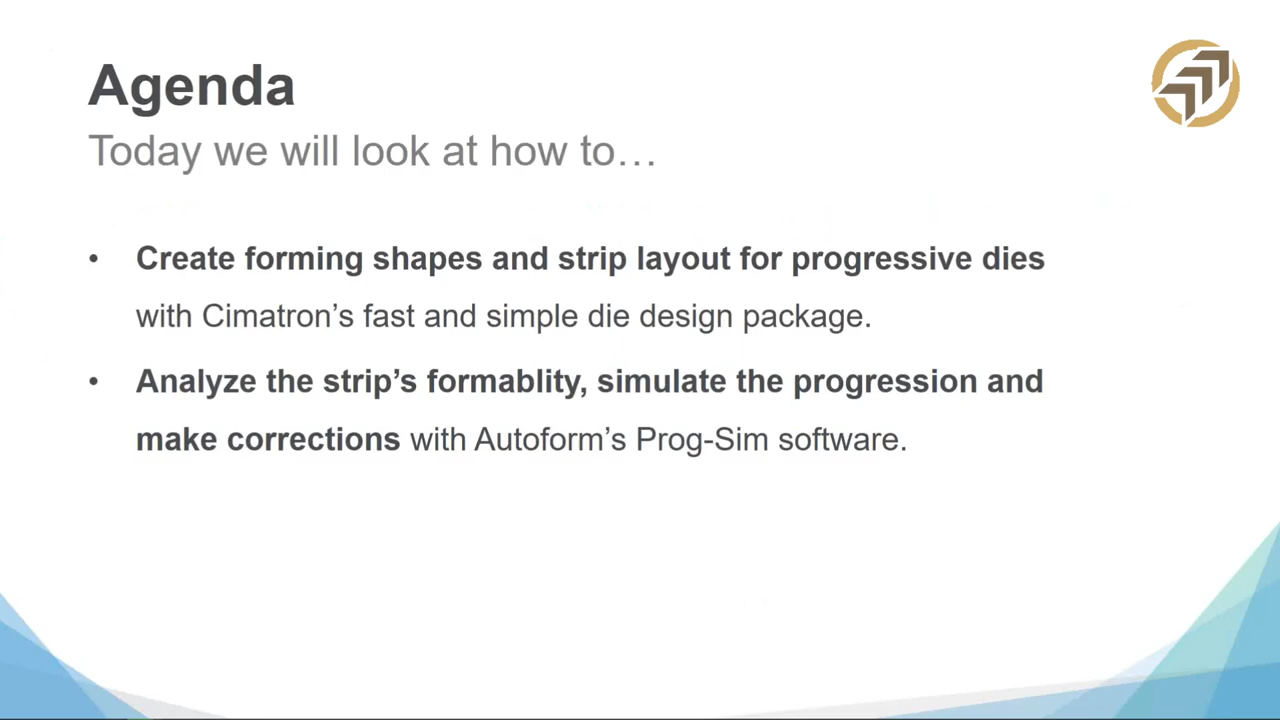 Agenda
Today we will look at how to…
• Create forming shapes and strip layout for progressive dies
with Cimatron’s fast and simple die design package.
• Analyze the strip’s formablity, simulate the progression and
make corrections with Autoform’s Prog-Sim software.